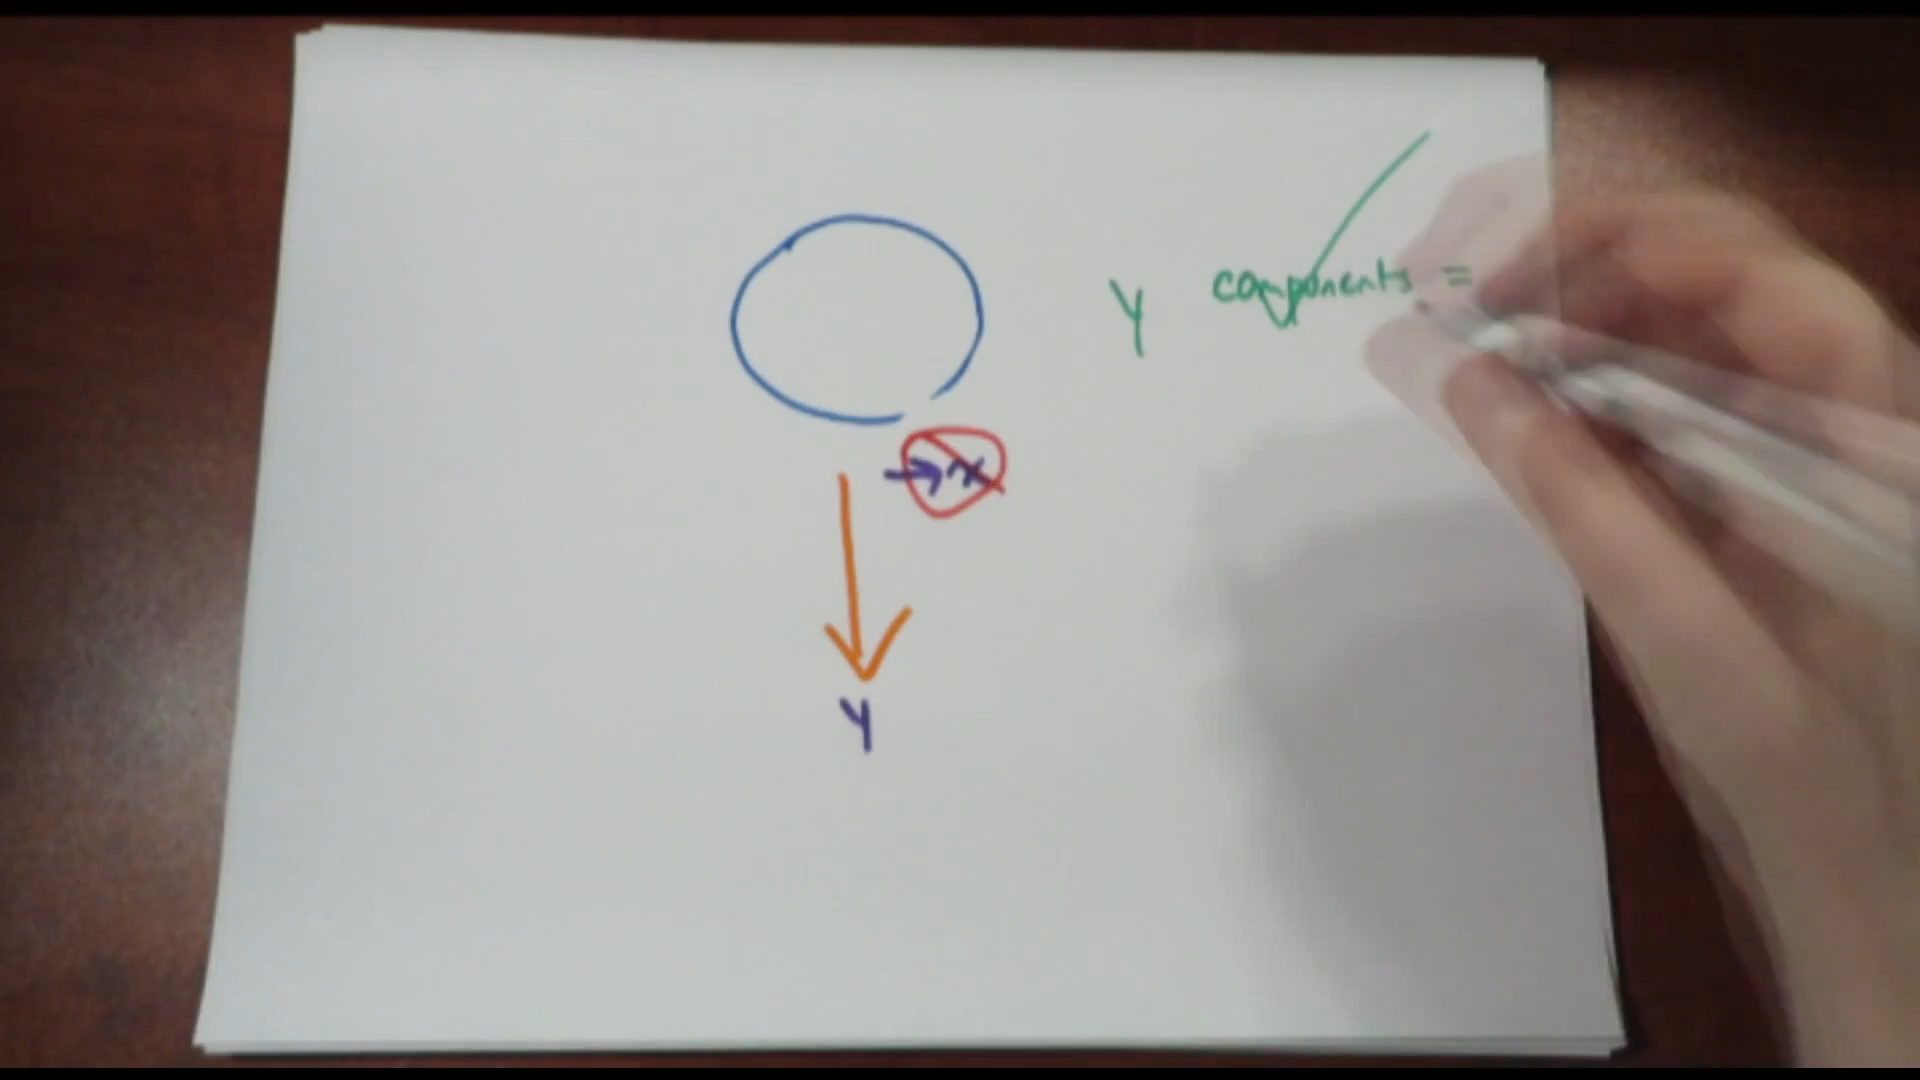 Y components =
→x
Y